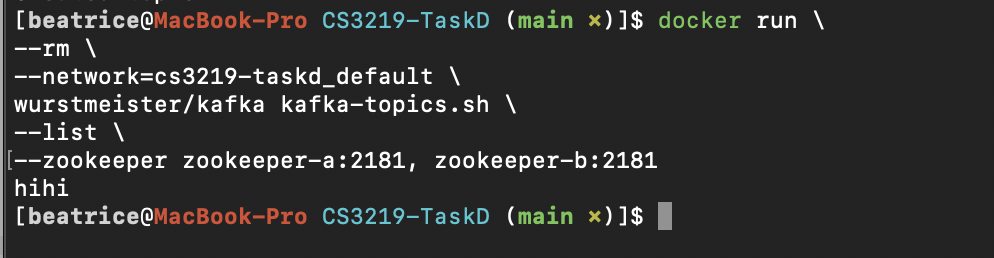 [beatrice@MacBook-Pro CS3219-TaskD (main ×)]$ docker run \
--rm \
--network=cs3219-taskd_default \
wurstmeister/kafka kafka-topics.sh \
--list \
[--zookeeper zookeeper-a:2181, zookeeper-b:2181
hihi
[beatrice@MacBook-Pro CS3219-TaskD (main ×)]$